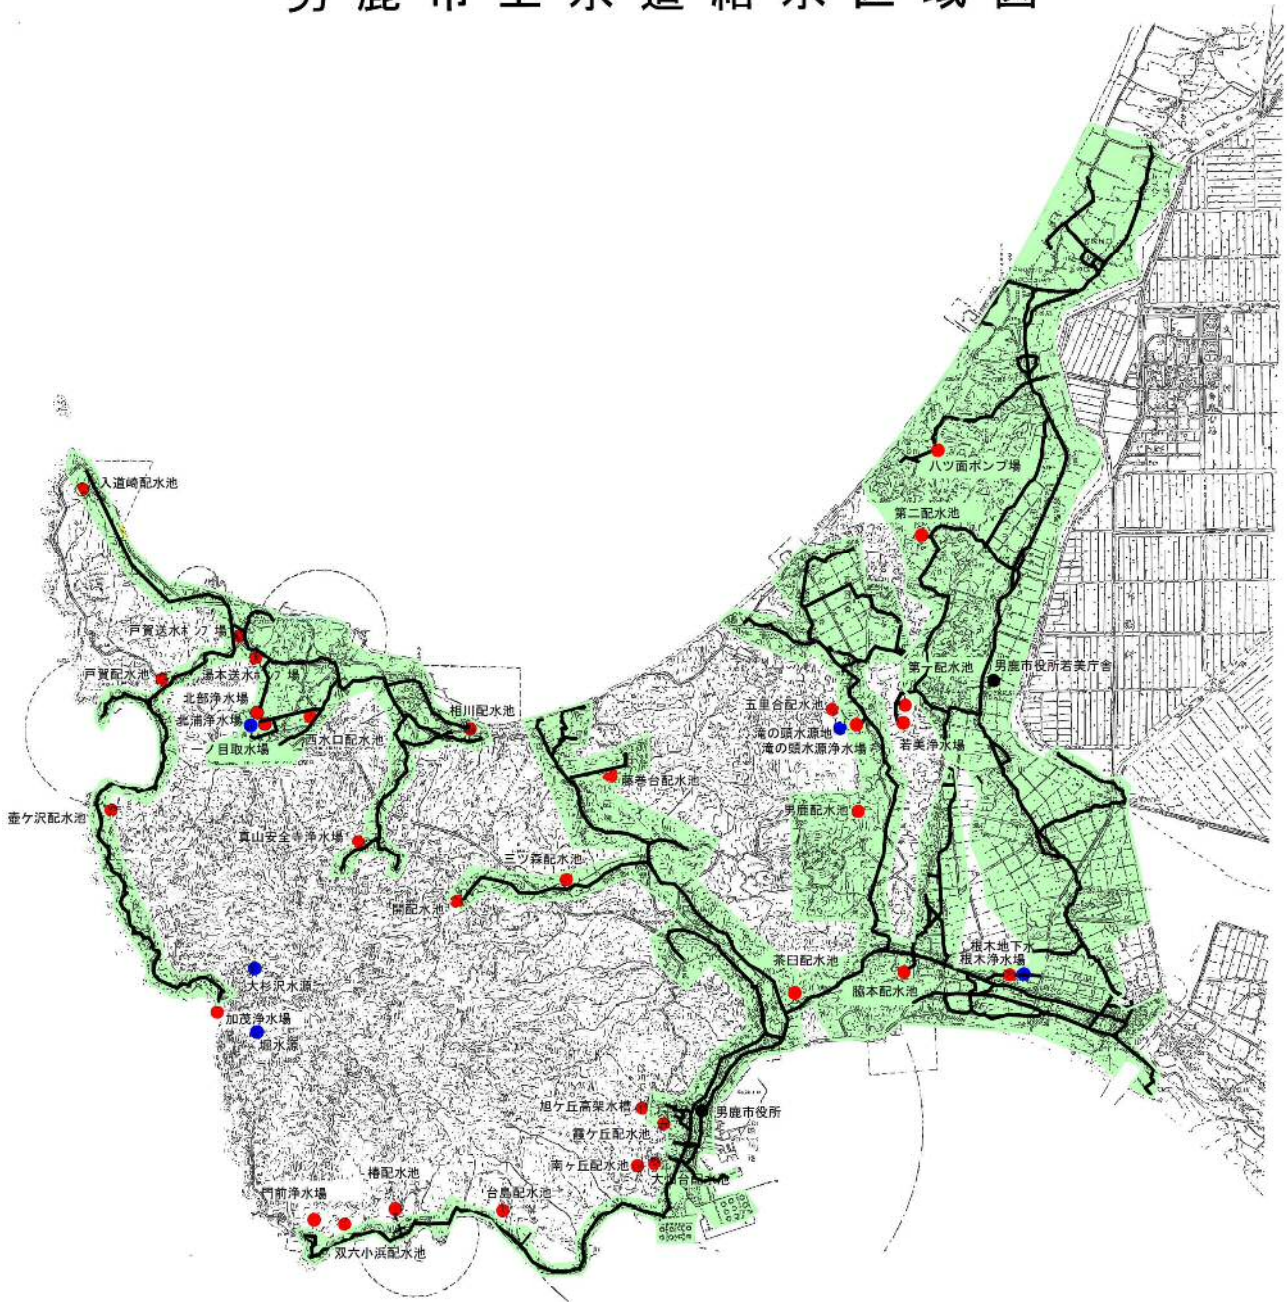 男鹿市上水道給水区域図
八ツ面ポンプ場
入道崎配水池
第二配水池
戸賀送水ポンプ場
湯本送水ポンプ場
戸賀配水池
第一配水池
男鹿市役所若美庁舎
北部浄水場
北浦浄水場
相川配水池
五里合配水池
滝の頭水源地
滝の頭水源浄水場
若美浄水場
一ノ目取水場
西水口配水池
藤巻台配水池
壺ケ沢配水池
男鹿配水池
真山安全寺浄水場
三ツ森配水池
開配水池
根木地下水
根木浄水場
茶臼配水池
脇本配水池
大杉沢水源
加茂浄水場
堀水源
旭ケ丘高架水槽
男鹿市役所
霞ケ丘配水池
南ヶ丘配水池
椿配水池
門前浄水場
台島配水池
双六小浜配水池